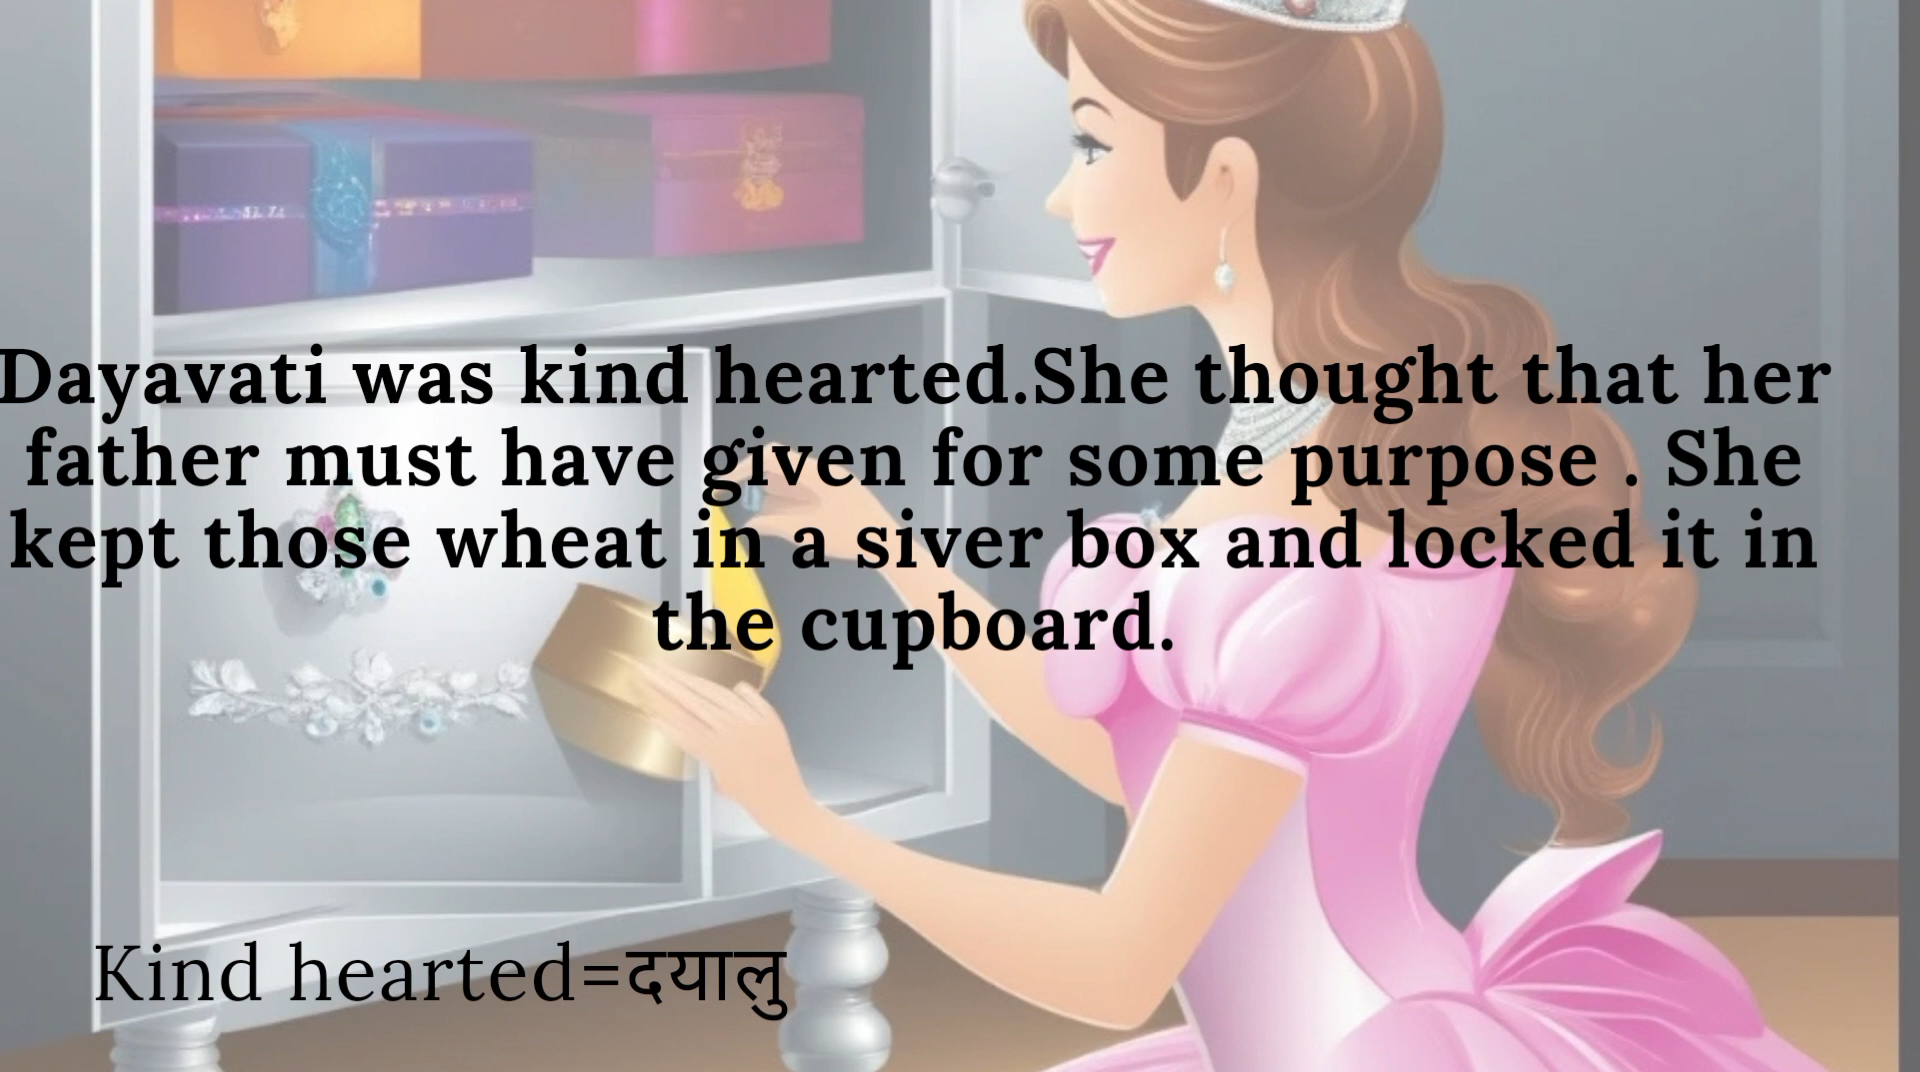 Dayavati was kind hearted.She thought that her
father must have given for some purpose . She
kept those wheat in a siver box and locked it in
the cupboard.
Kind hearted=दयालु